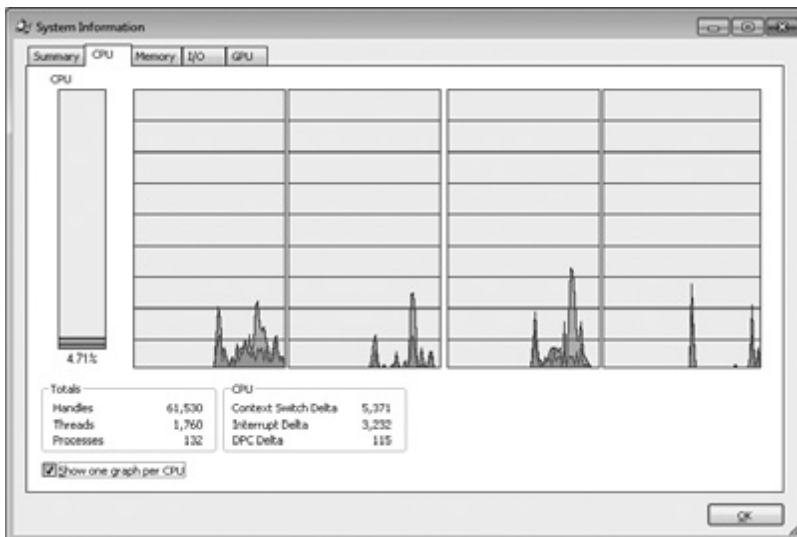 System Information
Summary CPU Memory I/O GPU
CPU
4.71%
Totals
Handles 61,530
Threads 1,760
Processes 132
CPU
Context Switch Delta 5,371
Interrupt Delta 3,232
DPC Delta 115
Show one graph per CPU
OK